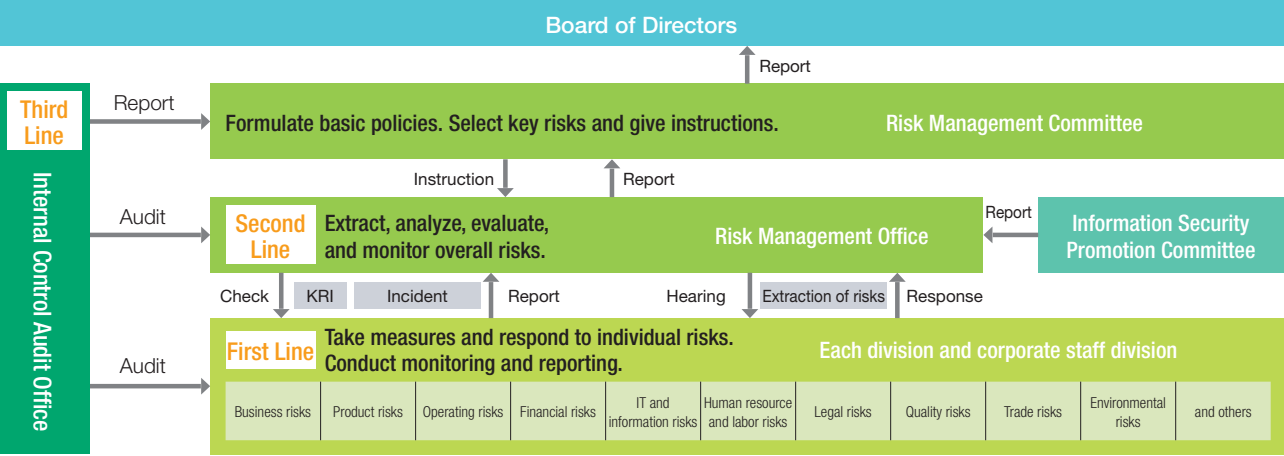 Board of Directors
Report
Third
Line
Internal Control Audit Office
Report
Formulate basic policies. Select key risks and give instructions.
Risk Management Committee
Instruction
Report
Audit
Second
Line
Extract, analyze, evaluate,
and monitor overall risks.
Risk Management Office
Report
Information Security
Promotion Committee
Check
KRI
Incident
Report
Hearing
Extraction of risks
Response
Audit
First Line
Take measures and respond to individual risks.
Conduct monitoring and reporting.
Each division and corporate staff division
Business risks
Product risks
Operating risks
Financial risks
IT and
information risks
Human resource
and labor risks
Legal risks
Quality risks
Trade risks
Environmental
risks
and others